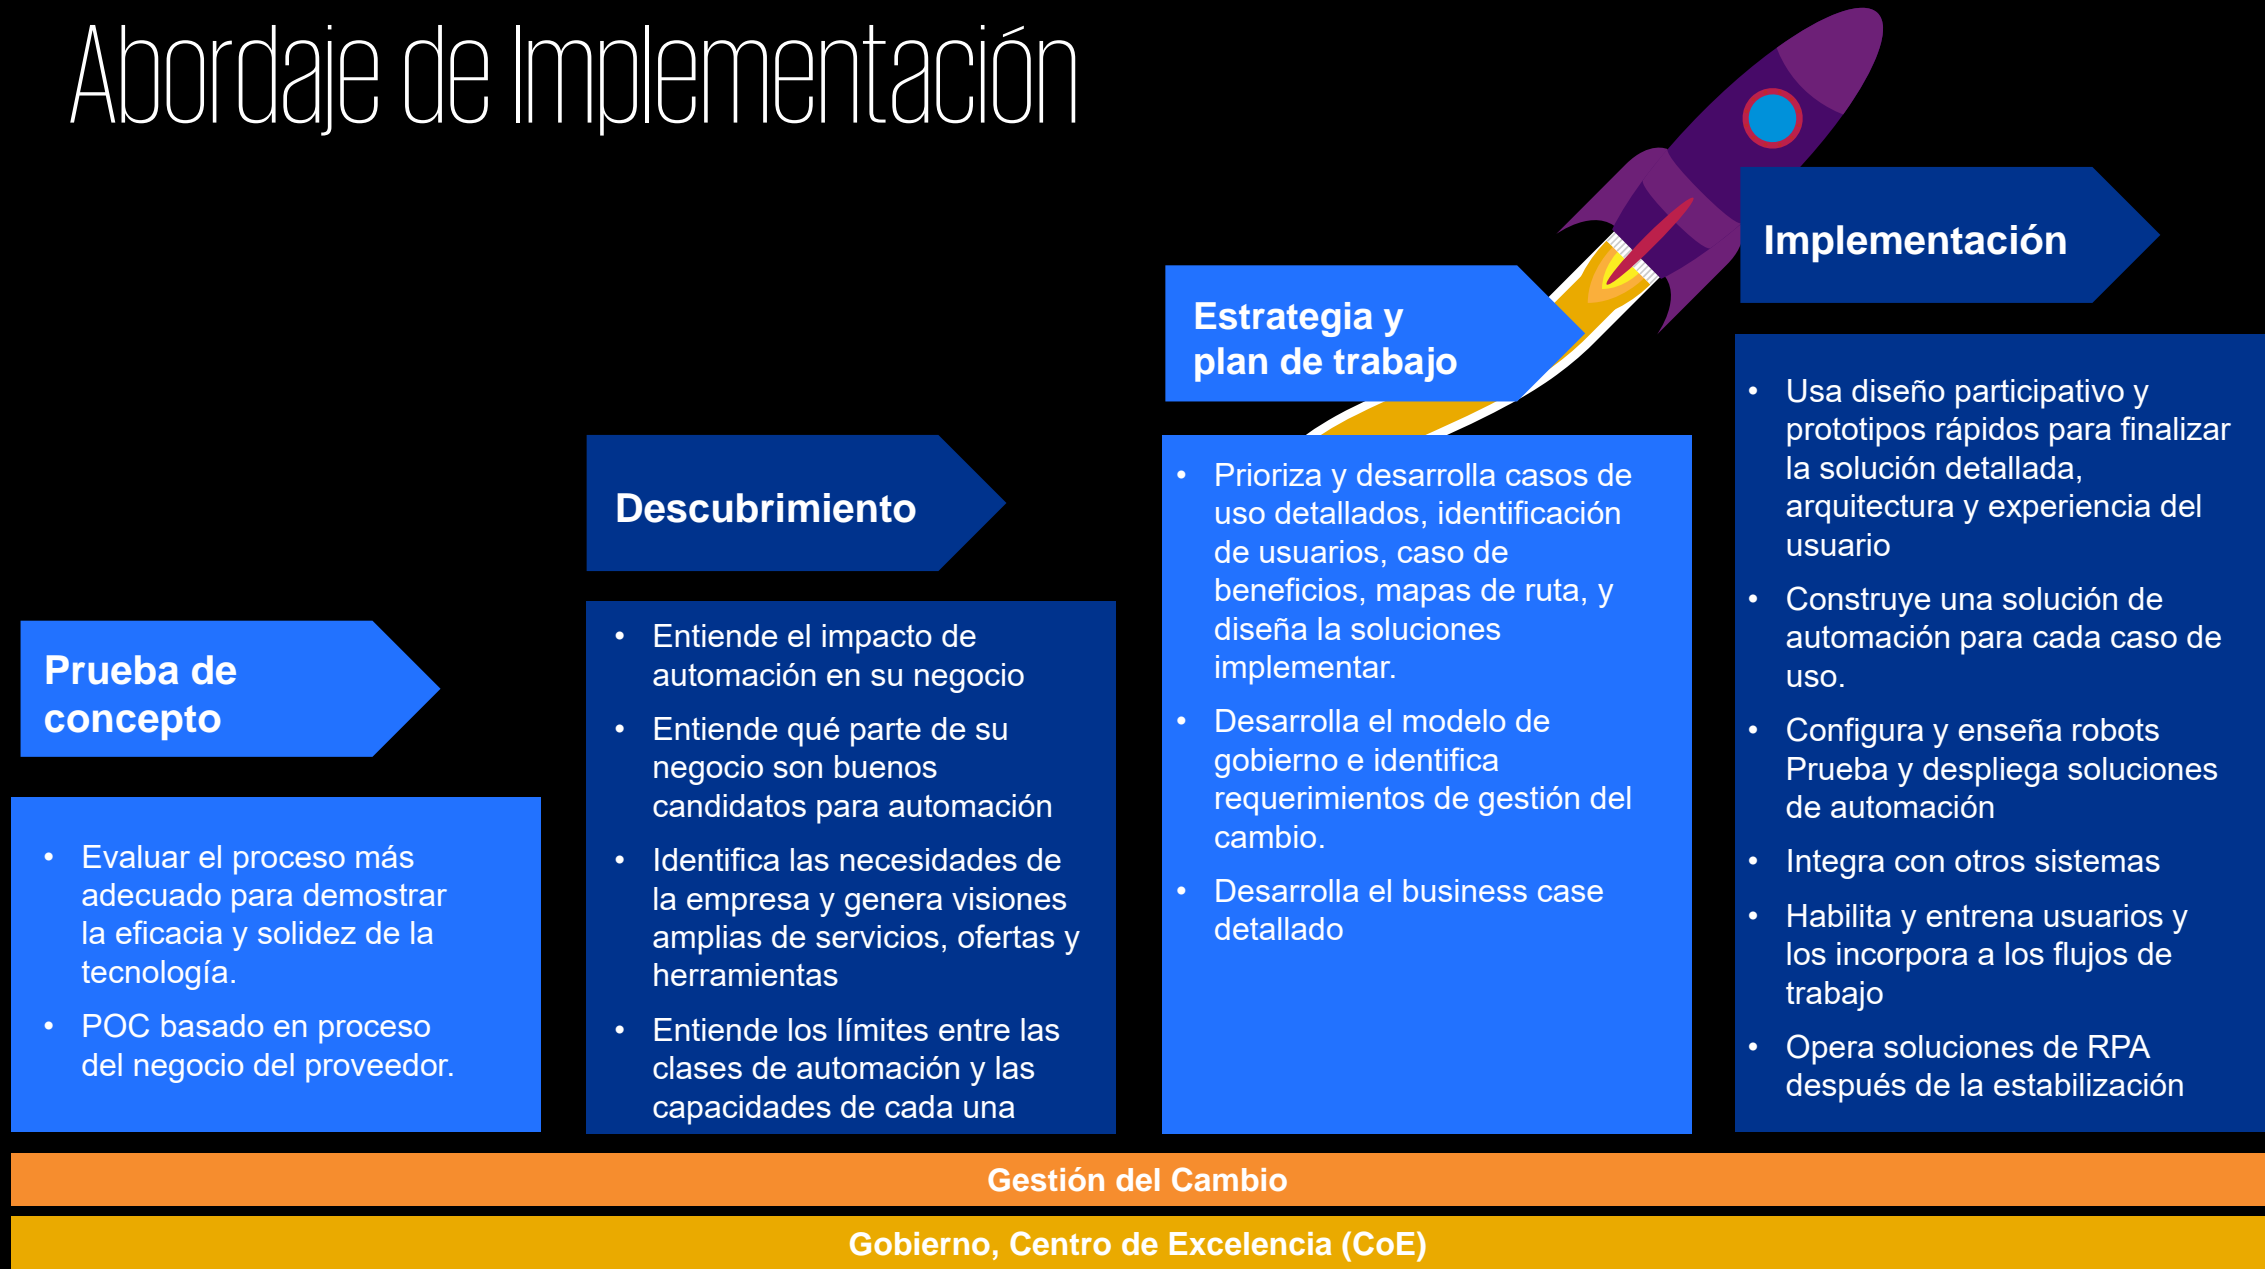 Abordaje de Implementación
Prueba de
concepto
• Evaluar el proceso más
adecuado para demostrar
la eficacia y solidez de la
tecnología.
• POC basado en proceso
del negocio del proveedor.
Descubrimiento
• Entiende el impacto de
automación en su negocio
• Entiende qué parte de su
negocio son buenos
candidatos para automación
• Identifica las necesidades de
la empresa y genera visiones
amplias de servicios, ofertas y
herramientas
• Entiende los límites entre las
clases de automación y las
capacidades de cada una
Estrategia y
plan de trabajo
• Prioriza y desarrolla casos de
uso detallados, identificación
de usuarios, caso de
beneficios, mapas de ruta, y
diseña la soluciones
implementar.
• Desarrolla el modelo de
gobierno e identifica
requerimientos de gestión del
cambio.
• Desarrolla el business case
detallado
Implementación
• Usa diseño participativo y
prototipos rápidos para finalizar
la solución detallada,
arquitectura y experiencia del
usuario
• Construye una solución de
automación para cada caso de
uso.
• Configura y enseña robots
Prueba y despliega soluciones
de automación
• Integra con otros sistemas
• Habilita y entrena usuarios y
los incorpora a los flujos de
trabajo
• Opera soluciones de RPA
después de la estabilización
Gestión del Cambio
Gobierno, Centro de Excelencia (CoE)